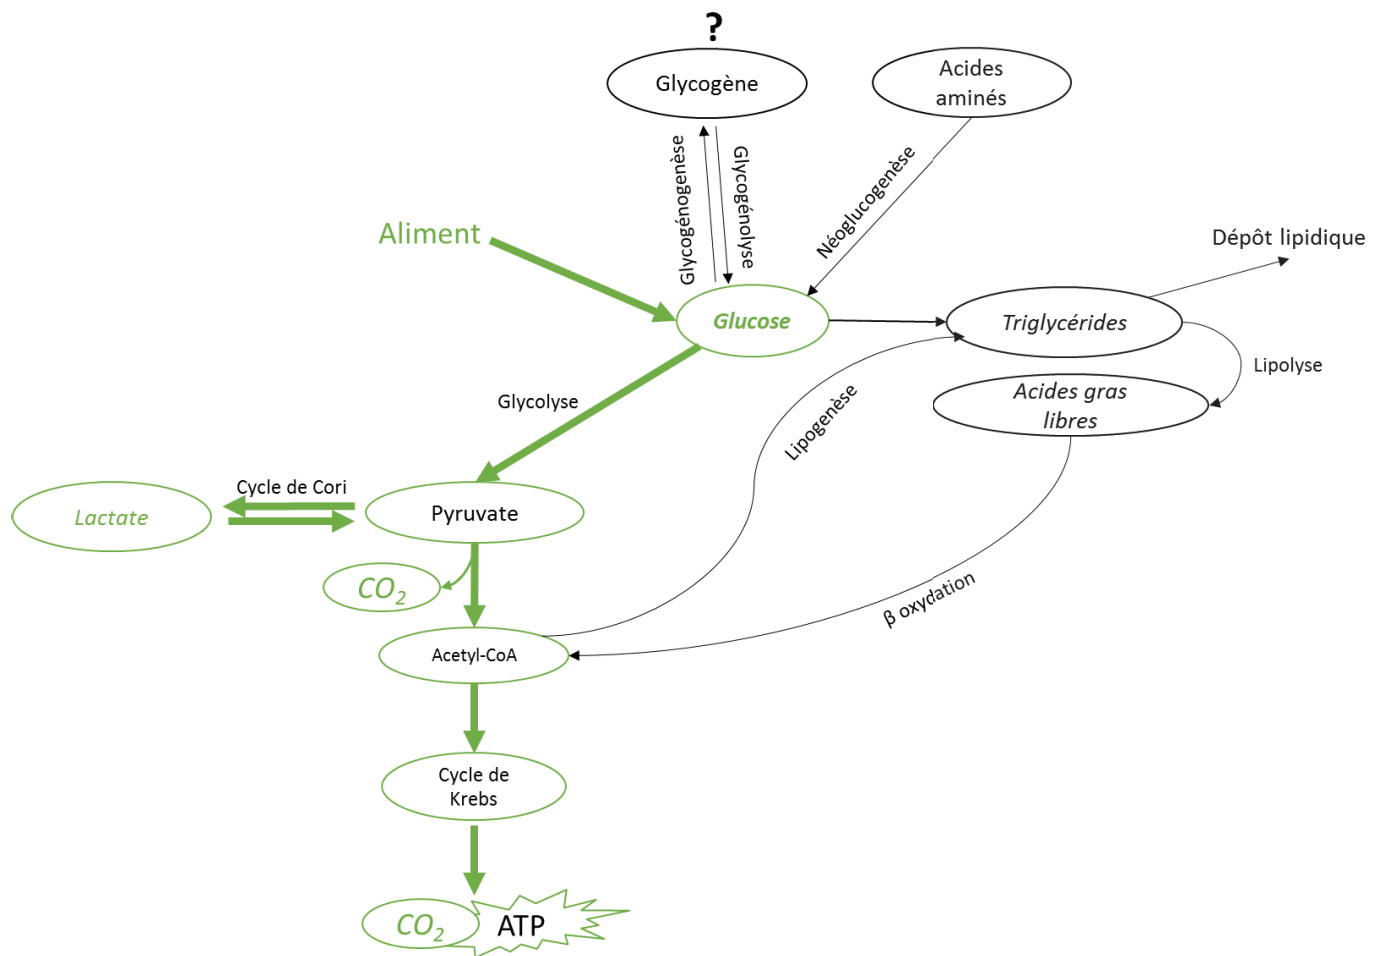 ?
Glycogène
Acides
aminés
Glycogénogenèse
Glycogénolyse
Néoglucogenèse
Aliment
Dépôt lipidique
Glucose
Triglycérides
Lipolyse
Acides gras
libres
Glycolyse
Lipogenèse
Cycle de Cori
Lactate
Pyruvate
CO2
β oxydation
Acetyl-CoA
Cycle de
Krebs
CO2
ATP